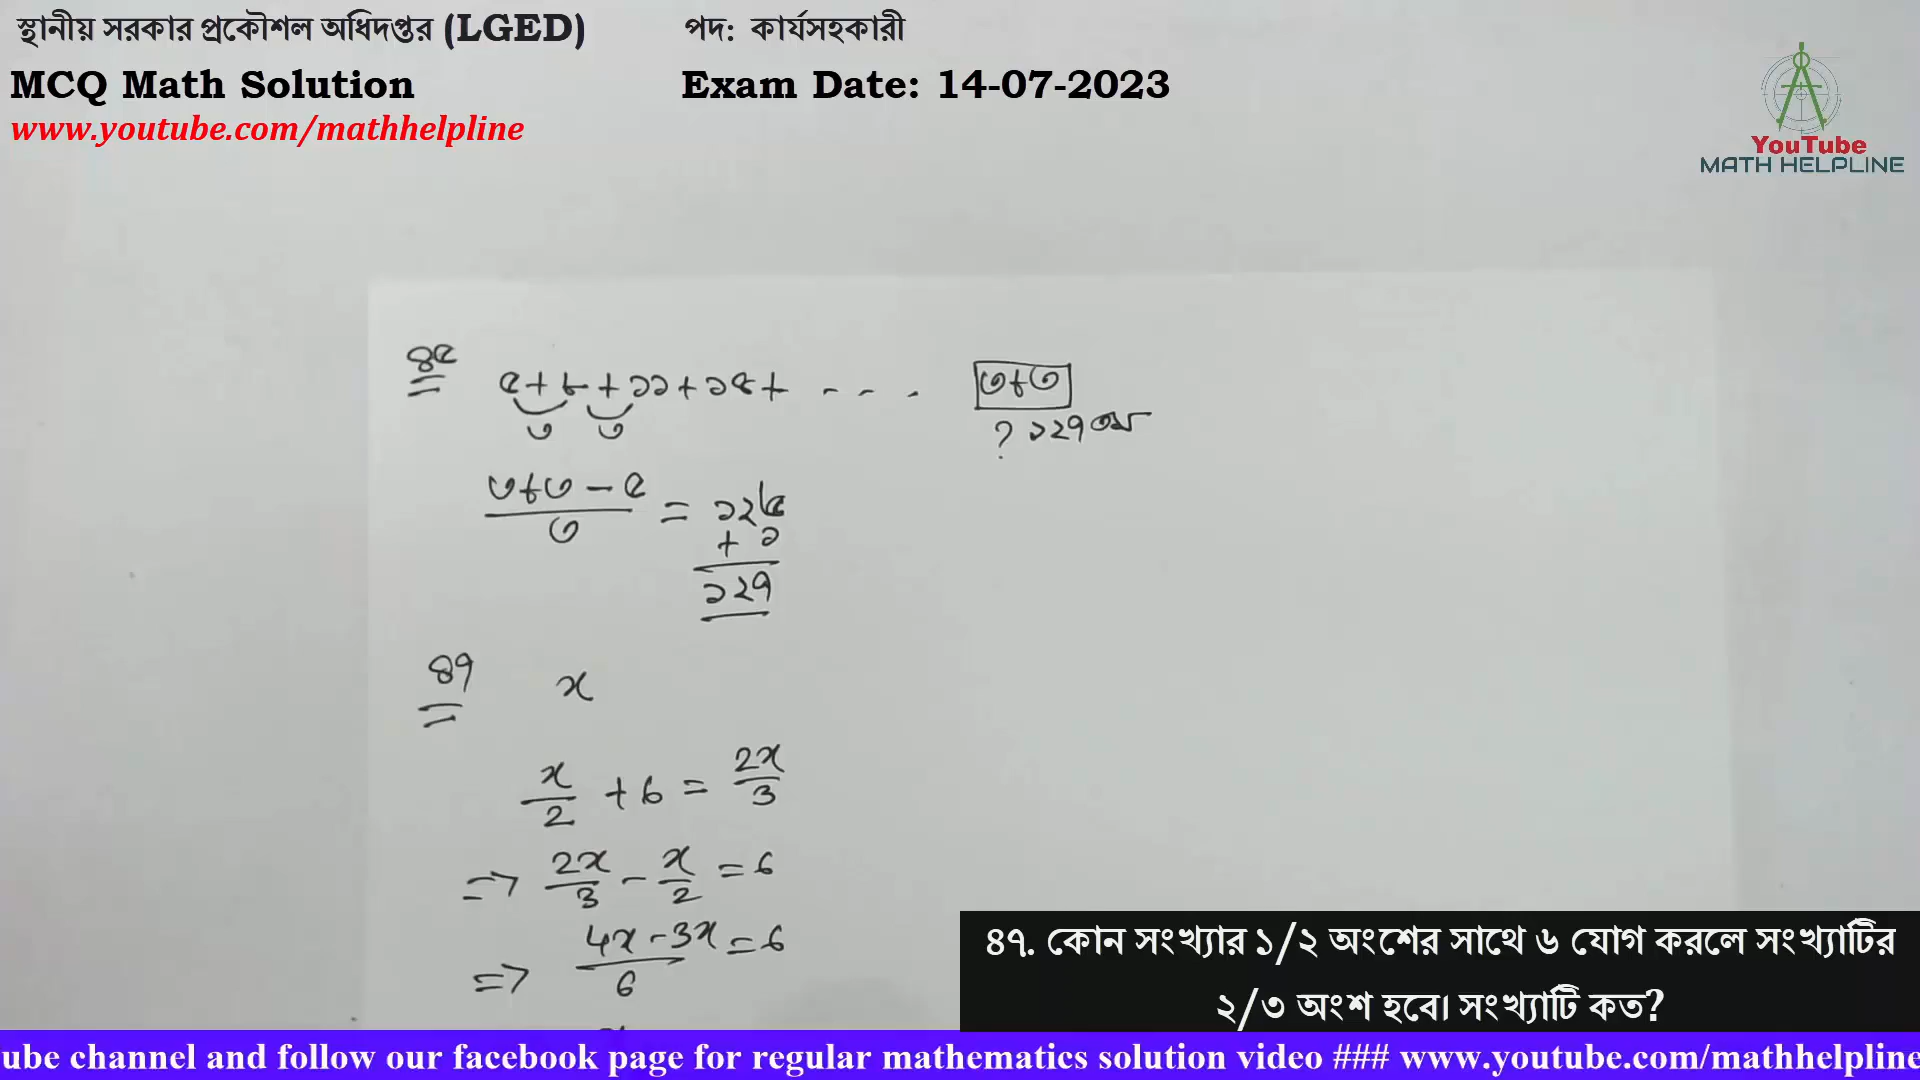 স্থানীয় সরকার প্রকৌশল অধিদপ্তর (LGED) পদ: কার্যসহকারী
MCQ Math Solution Exam Date: 14-07-2023
www.youtube.com/mathhelpline
YouTube
MATH HELPLINE
৪৫ ৫+৮+১১+১৪+ - - . ৩৮৩
৩ ৩ ? ১২৭ তম
৩৮৩ – ৫
৩
= ১২৬
+ ১
১২৭
৪৭ x
x/2 + 6 = 2x/3
=> 2x/3 - x/2 = 6
=> 4x-3x/6 = 6
৪৭. কোন সংখ্যার ১/২ অংশের সাথে ৬ যোগ করলে সংখ্যাটির
২/৩ অংশ হবে। সংখ্যাটি কত?
ube channel and follow our facebook page for regular mathematics solution video ### www.youtube.com/mathhelpline